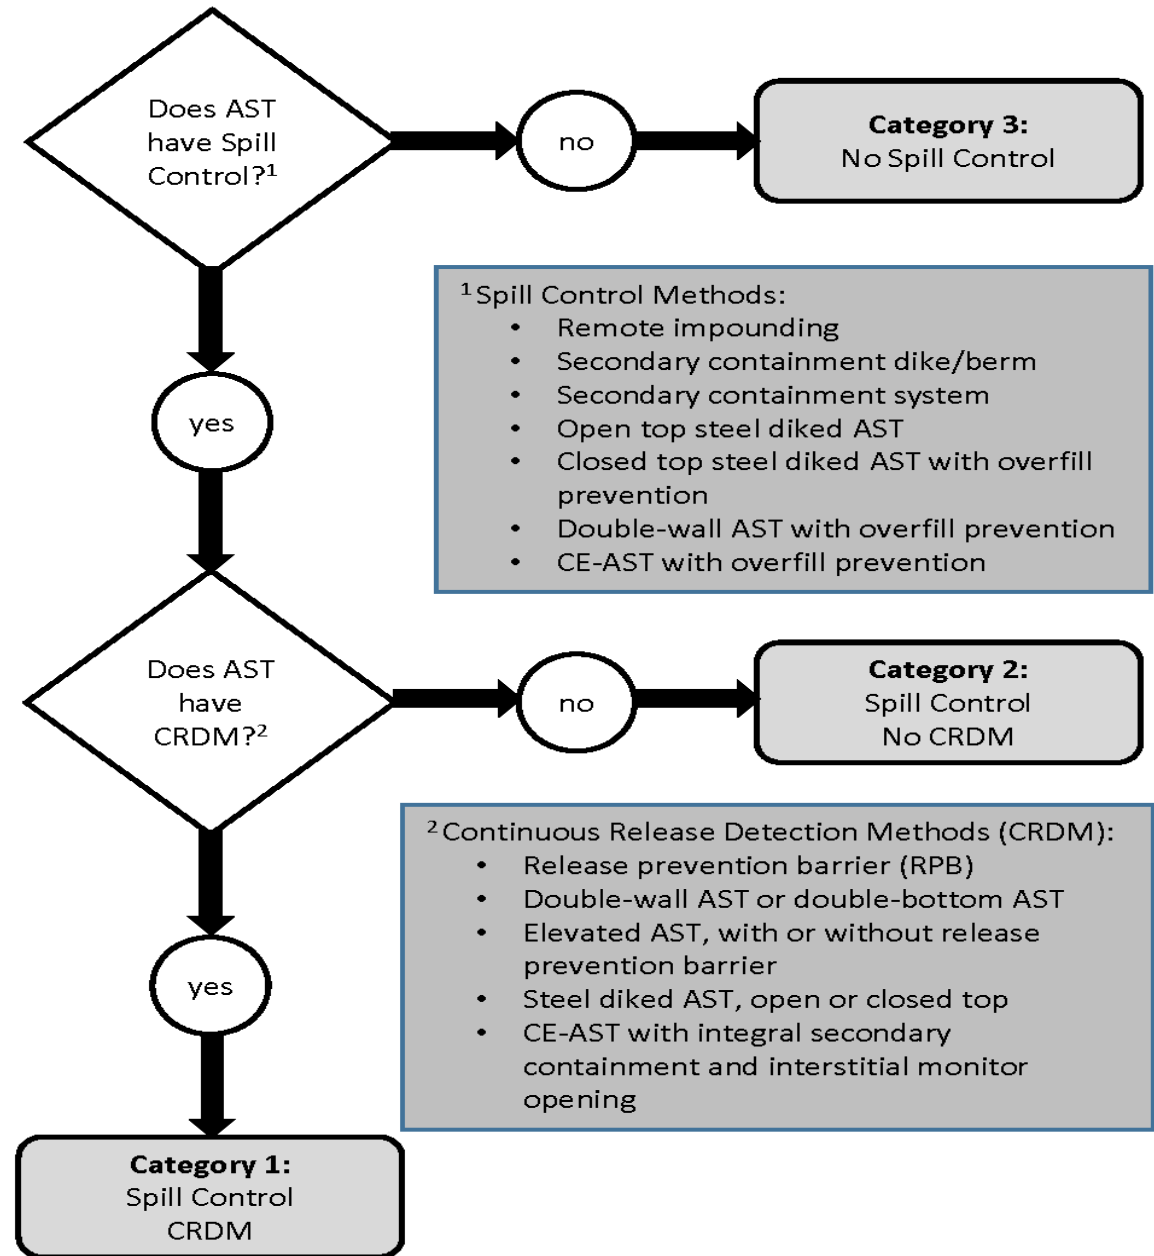 Does AST
have Spill
Control?¹
no
Category 3:
No Spill Control
¹ Spill Control Methods:
• Remote impounding
• Secondary containment dike/berm
• Secondary containment system
• Open top steel diked AST
• Closed top steel diked AST with overfill
prevention
• Double-wall AST with overfill prevention
• CE-AST with overfill prevention
yes
Does AST
have
CRDM?²
no
Category 2:
Spill Control
No CRDM
² Continuous Release Detection Methods (CRDM):
• Release prevention barrier (RPB)
• Double-wall AST or double-bottom AST
• Elevated AST, with or without release
prevention barrier
• Steel diked AST, open or closed top
• CE-AST with integral secondary
containment and interstitial monitor
opening
yes
Category 1:
Spill Control
CRDM